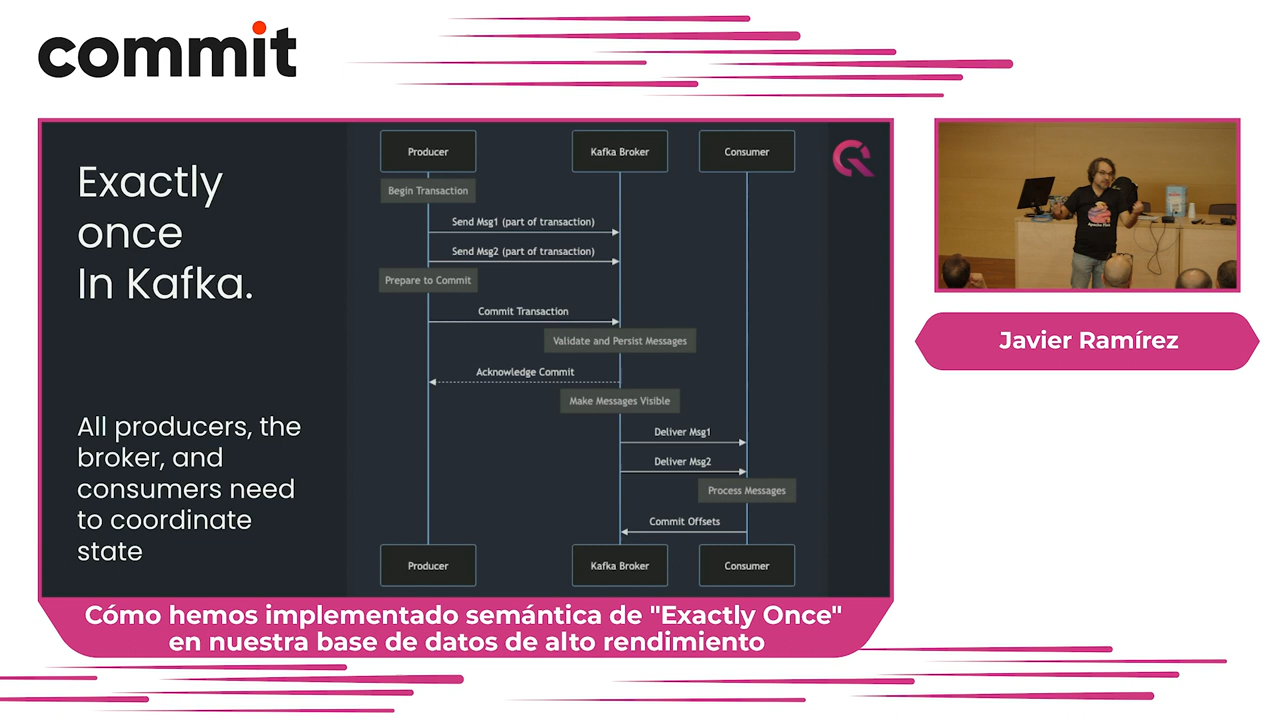 commit
Exactly
once
In Kafka.
All producers, the
broker, and
consumers need
to coordinate
state
Producer
Kafka Broker
Consumer
Begin Transaction
Send Msg1 (part of transaction)
Send Msg2 (part of transaction)
Prepare to Commit
Commit Transaction
Validate and Persist Messages
Acknowledge Commit
Make Messages Visible
Deliver Msg1
Deliver Msg2
Process Messages
Commit Offsets
Producer
Kafka Broker
Consumer
Javier Ramírez
Cómo hemos implementado semántica de "Exactly Once"
en nuestra base de datos de alto rendimiento